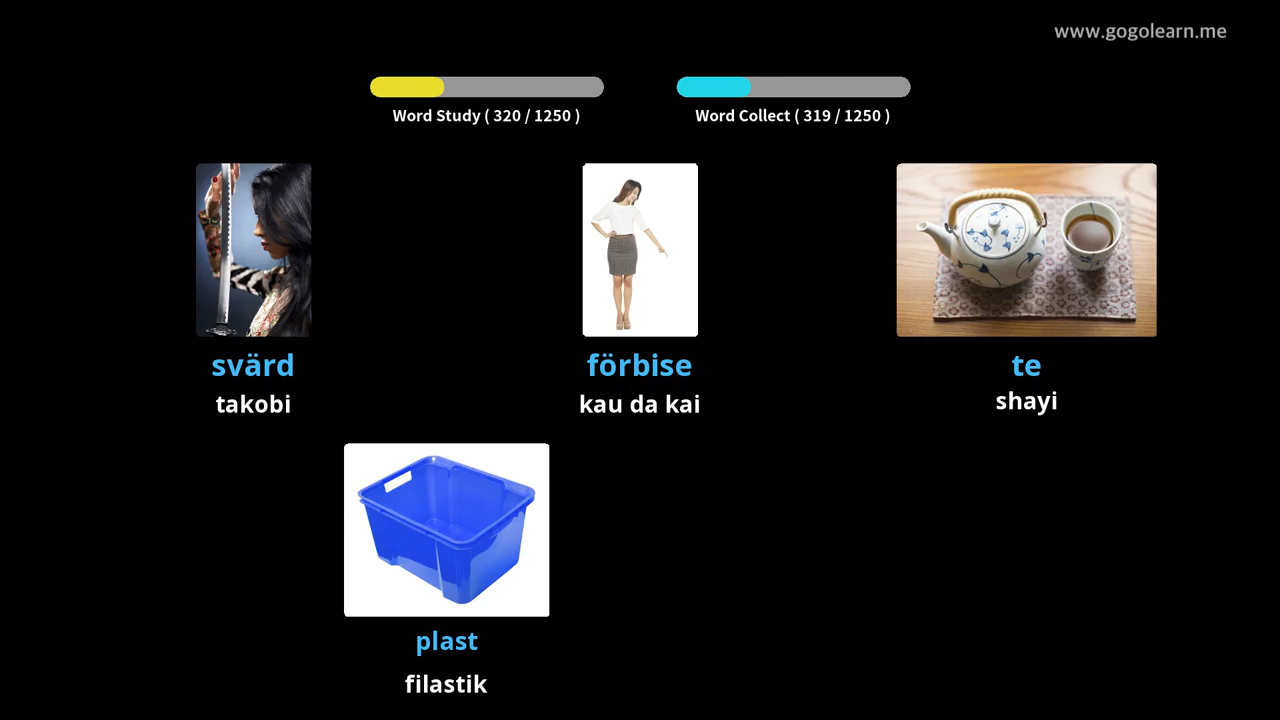 www.gogolearn.me
Word Study ( 320 / 1250 )
Word Collect ( 319 / 1250 )
svärd
takobi
förbise
kau da kai
te
shayi
plast
filastik